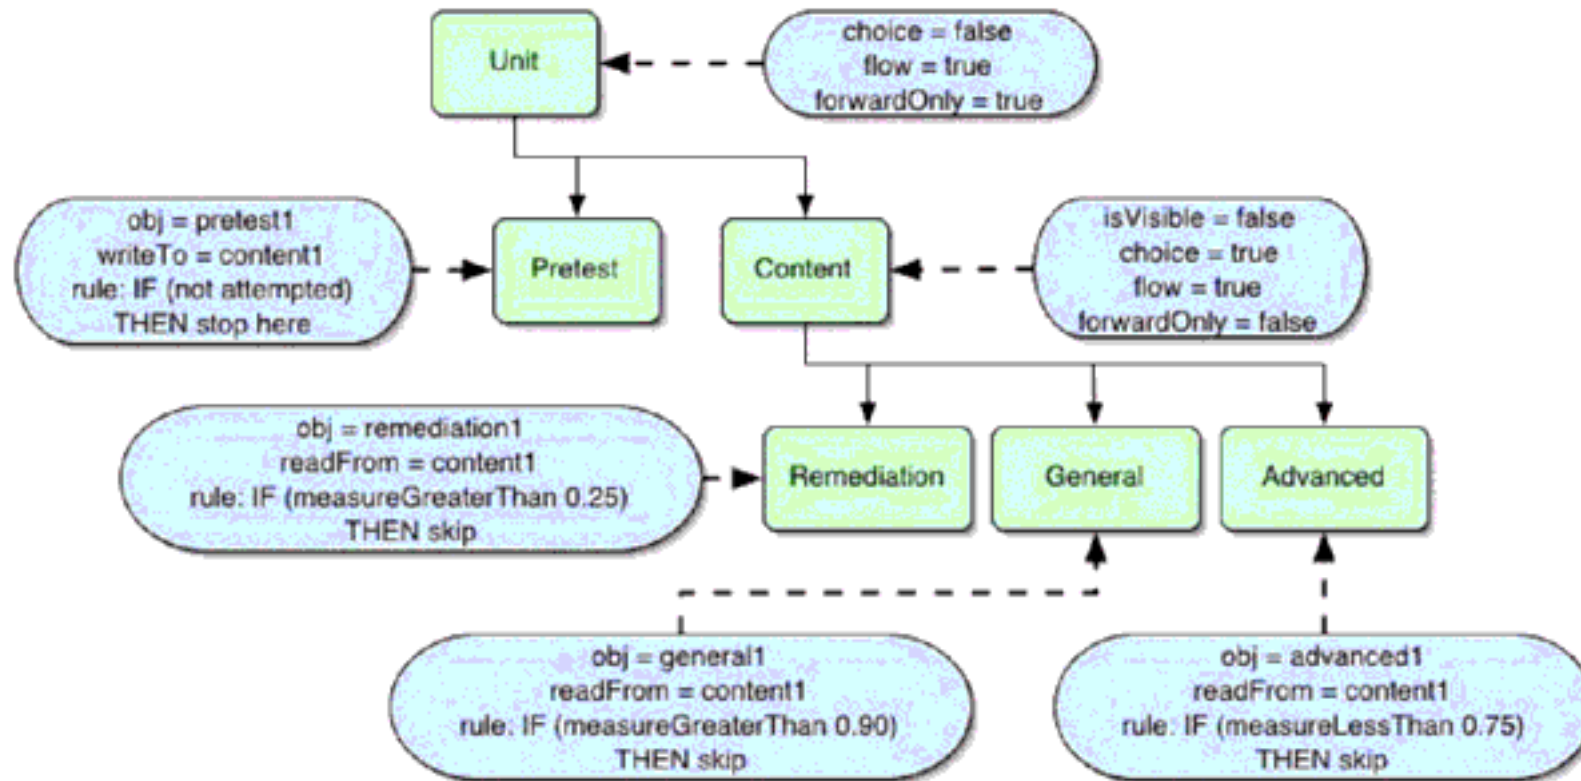 Unit
choice = false
flow = true
forwardOnly = true
obj = pretest1
writeTo = content1
rule: IF (not attempted)
THEN stop here
Pretest
Content
isVisible = false
choice = true
flow = true
forwardOnly = false
obj = remediation1
readFrom = content1
rule: IF (measureGreaterThan 0.25)
THEN skip
Remediation
General
Advanced
obj = general1
readFrom = content1
rule: IF (measureGreaterThan 0.90)
THEN skip
obj = advanced1
readFrom = content1
rule: IF (measureLessThan 0.75)
THEN skip